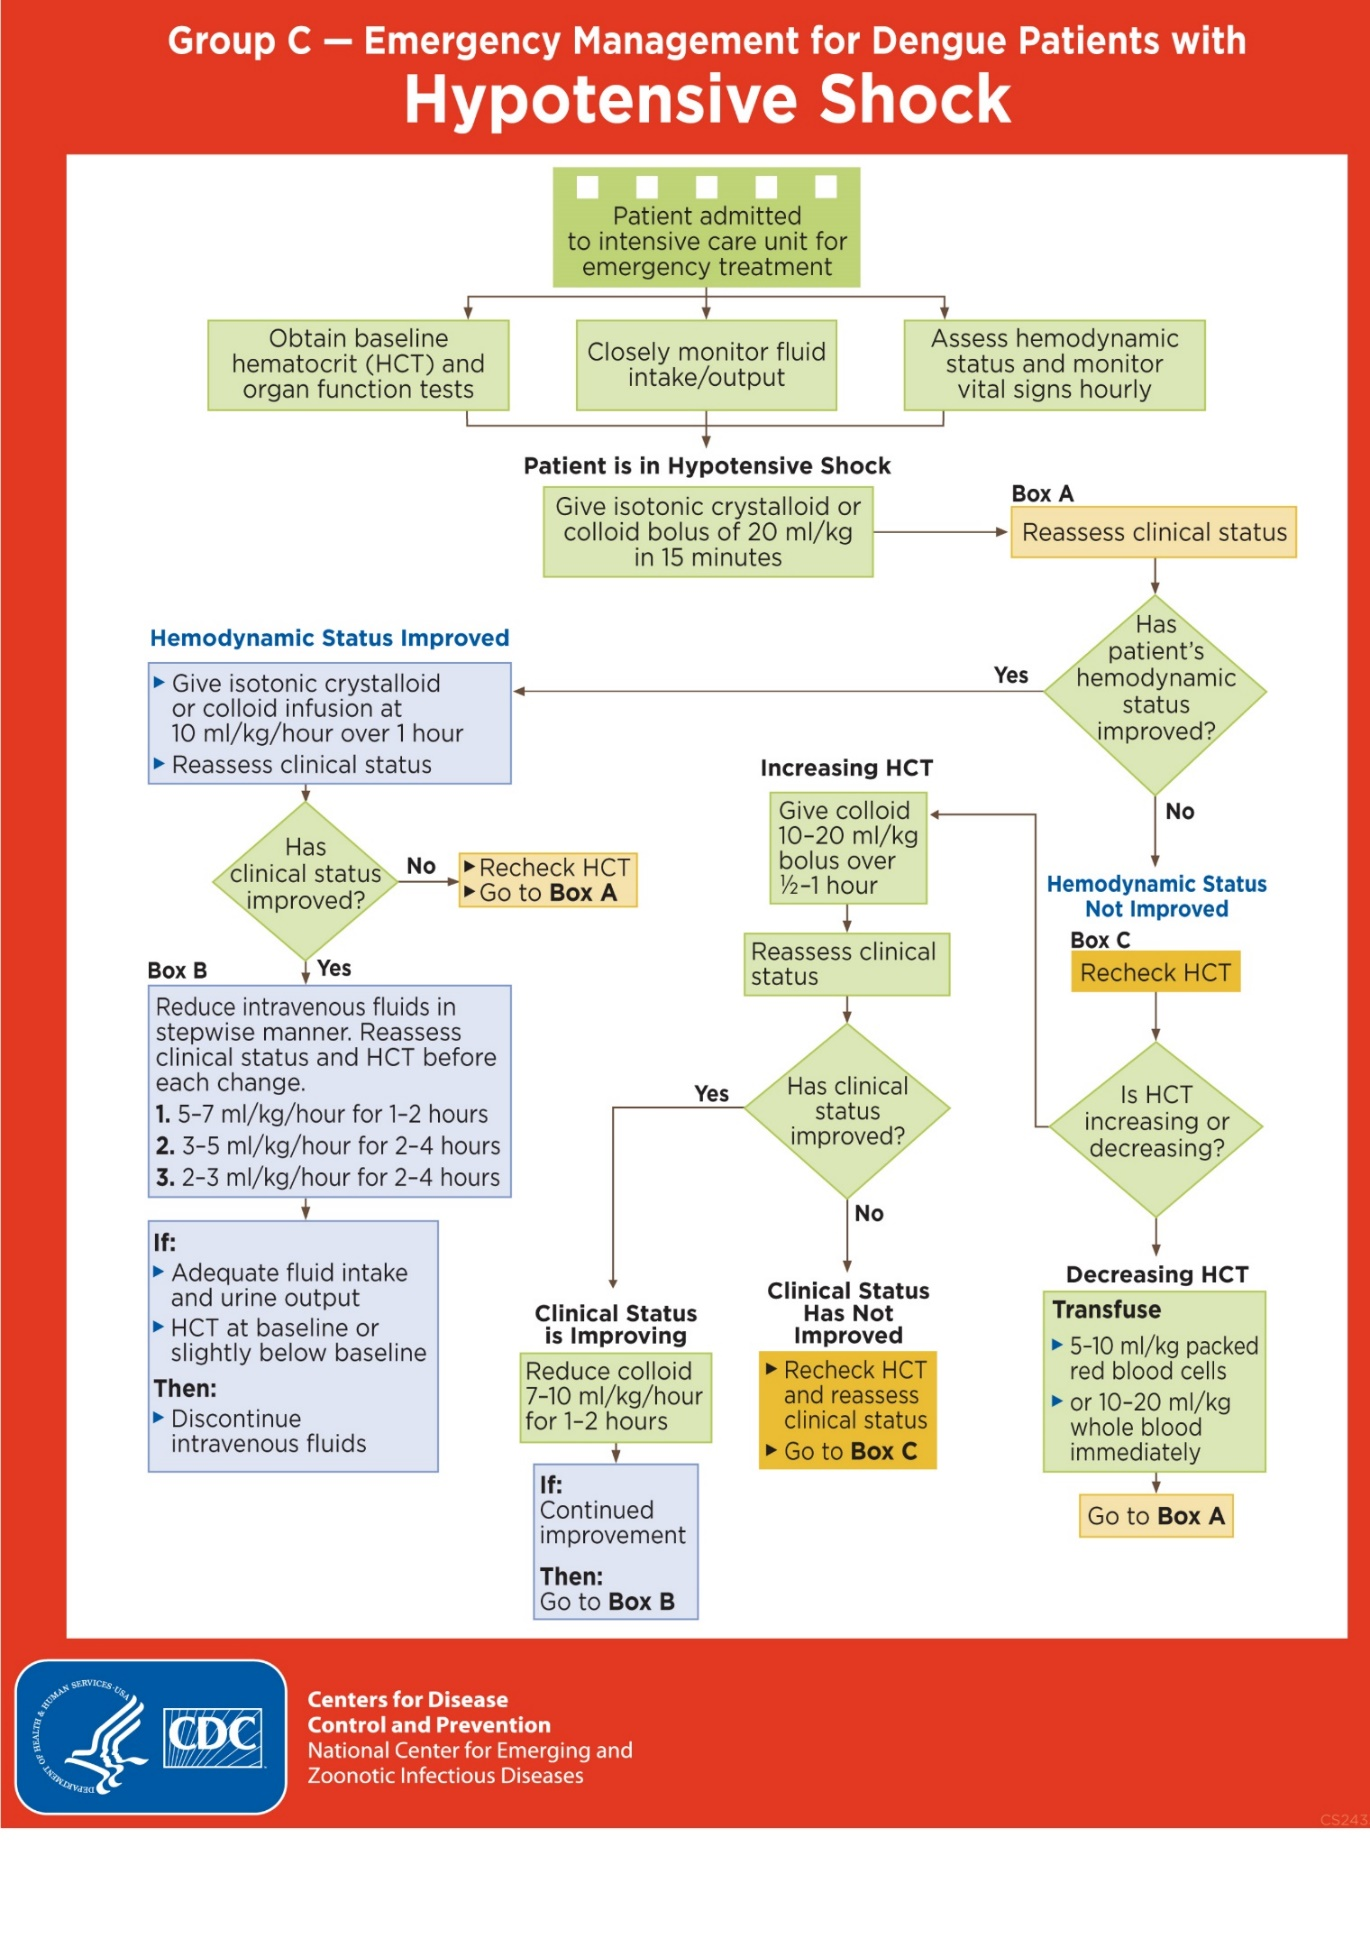 Group C — Emergency Management for Dengue Patients with
Hypotensive Shock
Patient admitted
to intensive care unit for
emergency treatment
Obtain baseline
hematocrit (HCT) and
organ function tests
Closely monitor fluid
intake/output
Assess hemodynamic
status and monitor
vital signs hourly
Patient is in Hypotensive Shock
Give isotonic crystalloid or
colloid bolus of 20 ml/kg
in 15 minutes
Box A
Reassess clinical status
Has
patient's
hemodynamic
status
improved?
Yes
Hemodynamic Status Improved
▶ Give isotonic crystalloid
or colloid infusion at
10 ml/kg/hour over 1 hour
▶ Reassess clinical status
Has
clinical status
improved?
No
▶ Recheck HCT
▶ Go to Box A
Yes
Box B
Reduce intravenous fluids in
stepwise manner. Reassess
clinical status and HCT before
each change.
1. 5–7 ml/kg/hour for 1–2 hours
2. 3–5 ml/kg/hour for 2–4 hours
3. 2–3 ml/kg/hour for 2–4 hours
If:
▶ Adequate fluid intake
and urine output
▶ HCT at baseline or
slightly below baseline
Then:
▶ Discontinue
intravenous fluids
No
Hemodynamic Status
Not Improved
Box C
Recheck HCT
Is HCT
increasing or
decreasing?
Increasing HCT
Give colloid
10–20 ml/kg
bolus over
½–1 hour
Reassess clinical
status
Has clinical
status
improved?
Yes
Clinical Status
is Improving
Reduce colloid
7–10 ml/kg/hour
for 1–2 hours
If:
Continued
improvement
Then:
Go to Box B
No
Clinical Status
Has Not
Improved
▶ Recheck HCT
and reassess
clinical status
▶ Go to Box C
Decreasing HCT
Transfuse
▶ 5–10 ml/kg packed
red blood cells
▶ or 10–20 ml/kg
whole blood
immediately
Go to Box A
DEPARTMENT OF HEALTH & HUMAN SERVICES·USA
CDC
Centers for Disease
Control and Prevention
National Center for Emerging and
Zoonotic Infectious Diseases
CS243